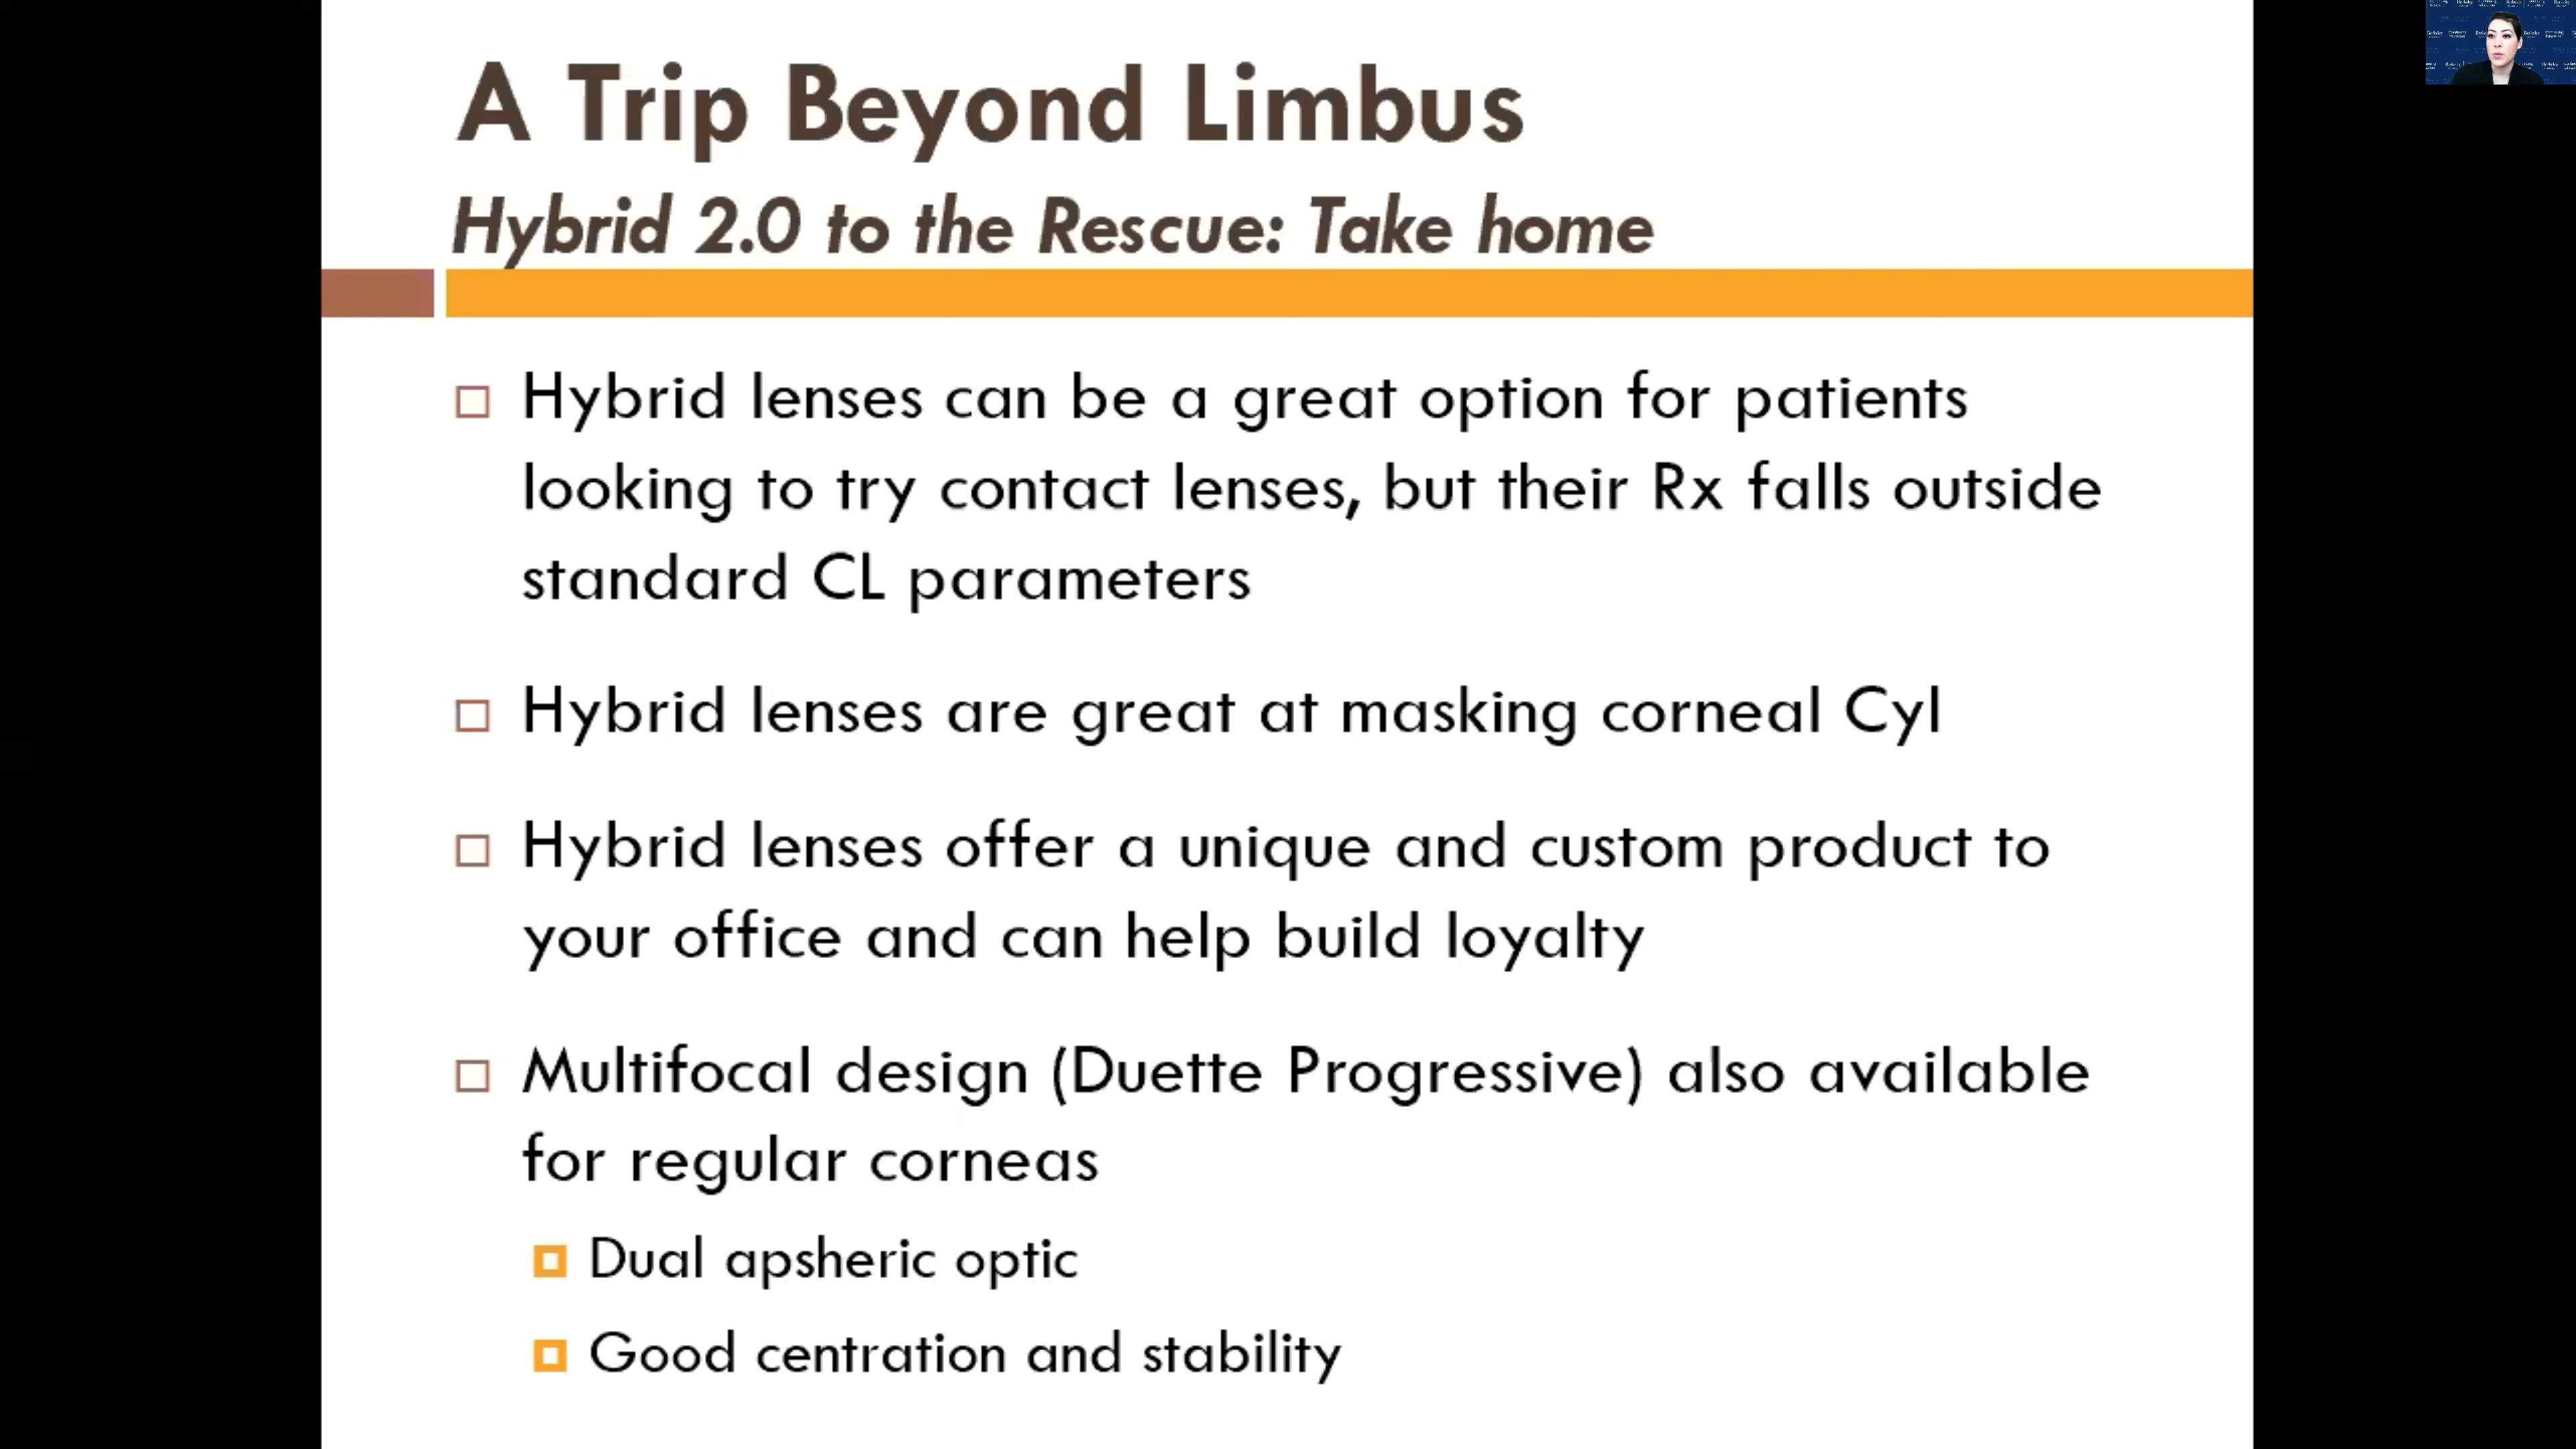 A Trip Beyond Limbus
Hybrid 2.0 to the Rescue: Take home
Hybrid lenses can be a great option for patients
looking to try contact lenses, but their Rx falls outside
standard CL parameters
Hybrid lenses are great at masking corneal Cyl
Hybrid lenses offer a unique and custom product to
your office and can help build loyalty
Multifocal design (Duette Progressive) also available
for regular corneas
Dual apsheric optic
Good centration and stability